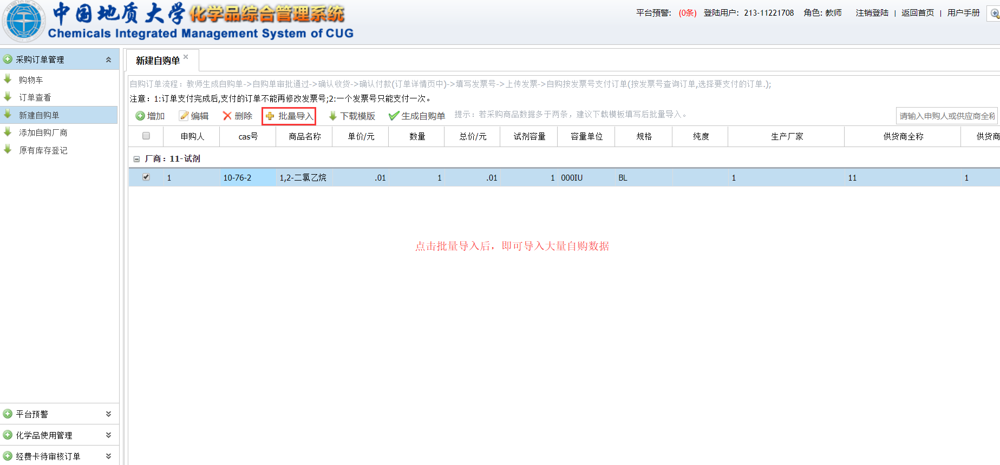 中国地质大学化学品综合管理系统
Chemicals Integrated Management System of CUG
平台預警: (0条) 登陆用户: 213-11221708 角色: 教师 注销登陆 | 返回首页 | 用户手册
采购订单管理
购物车
订单查看
新建自购单
添加自购厂商
原有库存登记
平台预警
化学品使用管理
经费卡待审核订单
新建自购单
自购订单流程：教师生成自购单->自购单审批通过->确认收货->确认付款(订单详情页中)->填写发票号->上传发票->自购按发票号支付订单(按发票号查询订单,选择要支付的订单.);
注意：1:订单支付完成后,支付的订单不能再修改发票号;2:一个发票号只能支付一次。
增加 编辑 删除 批量导入 下载模版 生成自购单 提示：若采购商品数据多于两条，建议下载模板填写后批量导入。 请输入申购人或供应商全称
申购人 cas号 商品名称 单价/元 数量 总价/元 试剂容量 容量单位 规格 纯度 生产厂家 供货商全称 供货商
厂商：11-试剂
1 10-76-2 1,2-二氯乙烷 .01 1 .01 1 000IU BL 1 11 1
点击批量导入后，即可导入大量自购数据